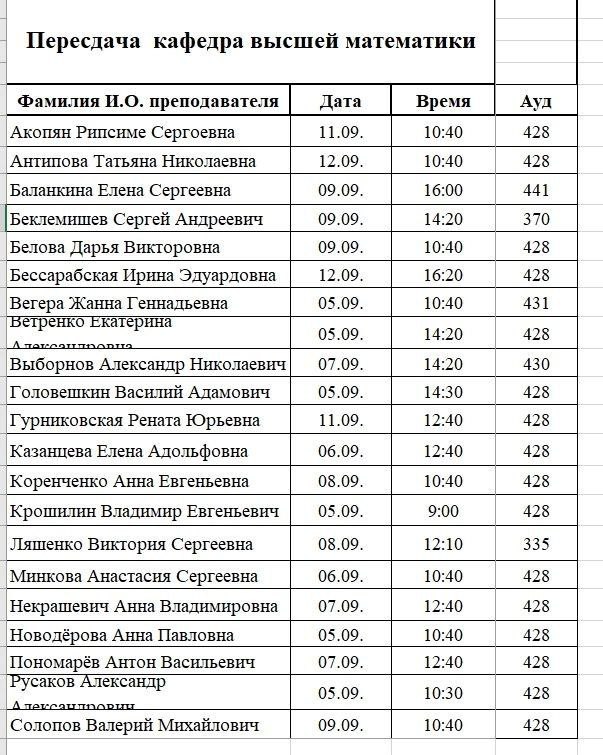 Пересдача кафедра высшей математики
Фамилия И.О. преподавателя Дата Время Ауд
Акопян Рипсиме Сергоевна 11.09. 10:40 428
Антипова Татьяна Николаевна 12.09. 10:40 428
Баланкина Елена Сергеевна 09.09. 16:00 441
Беклемишев Сергей Андреевич 09.09. 14:20 370
Белова Дарья Викторовна 09.09. 10:40 428
Бессарабская Ирина Эдуардовна 12.09. 16:20 428
Вегера Жанна Геннадьевна 05.09. 10:40 431
Ветренко Екатерина
Александровна 05.09. 14:20 428
Выборнов Александр Николаевич 07.09. 14:20 430
Головешкин Василий Адамович 05.09. 14:30 428
Гурниковская Рената Юрьевна 11.09. 12:40 428
Казанцева Елена Адольфовна 06.09. 12:40 428
Коренченко Анна Евгеньевна 08.09. 10:40 428
Крошилин Владимир Евгеньевич 05.09. 9:00 428
Ляшенко Виктория Сергеевна 08.09. 12:10 335
Минкова Анастасия Сергеевна 06.09. 10:40 428
Некрашевич Анна Владимировна 07.09. 12:40 428
Новодёрова Анна Павловна 05.09. 10:40 428
Пономарёв Антон Васильевич 07.09. 12:40 428
Русаков Александр
Александрович 05.09. 10:30 428
Солопов Валерий Михайлович 09.09. 10:40 428